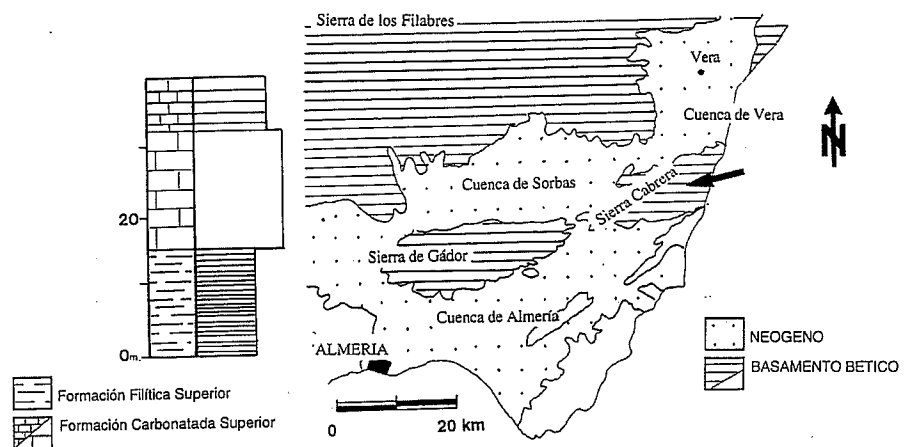 Sierra de los Filabres
Vera
Cuenca de Vera
N
Cuenca de Sorbas
Sierra Cabrera
20
Sierra de Gádor
Cuenca de Almería
NEOGENO
ALMERIA
BASAMENTO BETICO
0m.
Formación Filítica Superior
Formación Carbonatada Superior
0 20 km